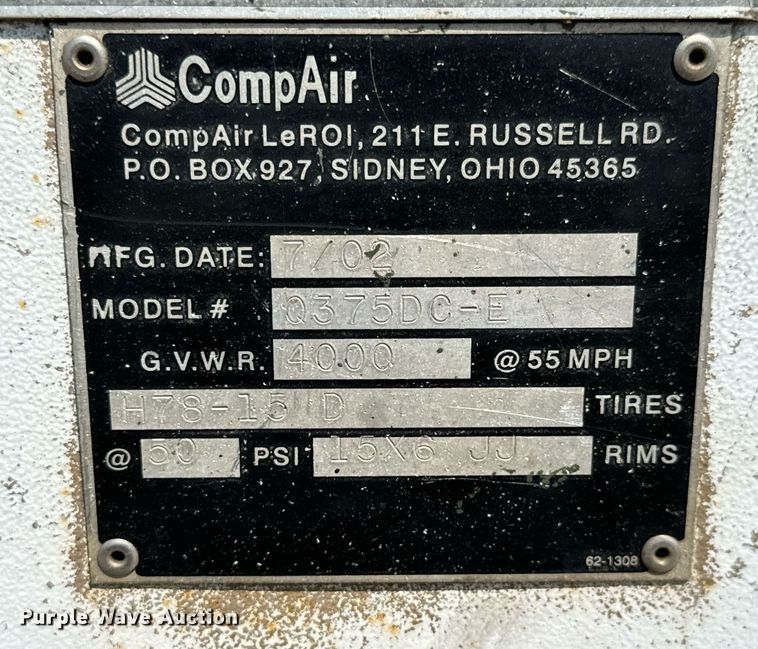 CompAir
CompAir LeROI, 211 E. RUSSELL RD.
P.O. BOX 927, SIDNEY, OHIO 45365
MFG. DATE: 7/02
MODEL # Q375DC-E
G.V.W.R. 4000 @ 55 MPH
H78-15 D TIRES
@ 50 PSI 15X6 JJ RIMS
62-1308
Purple Wave Auction